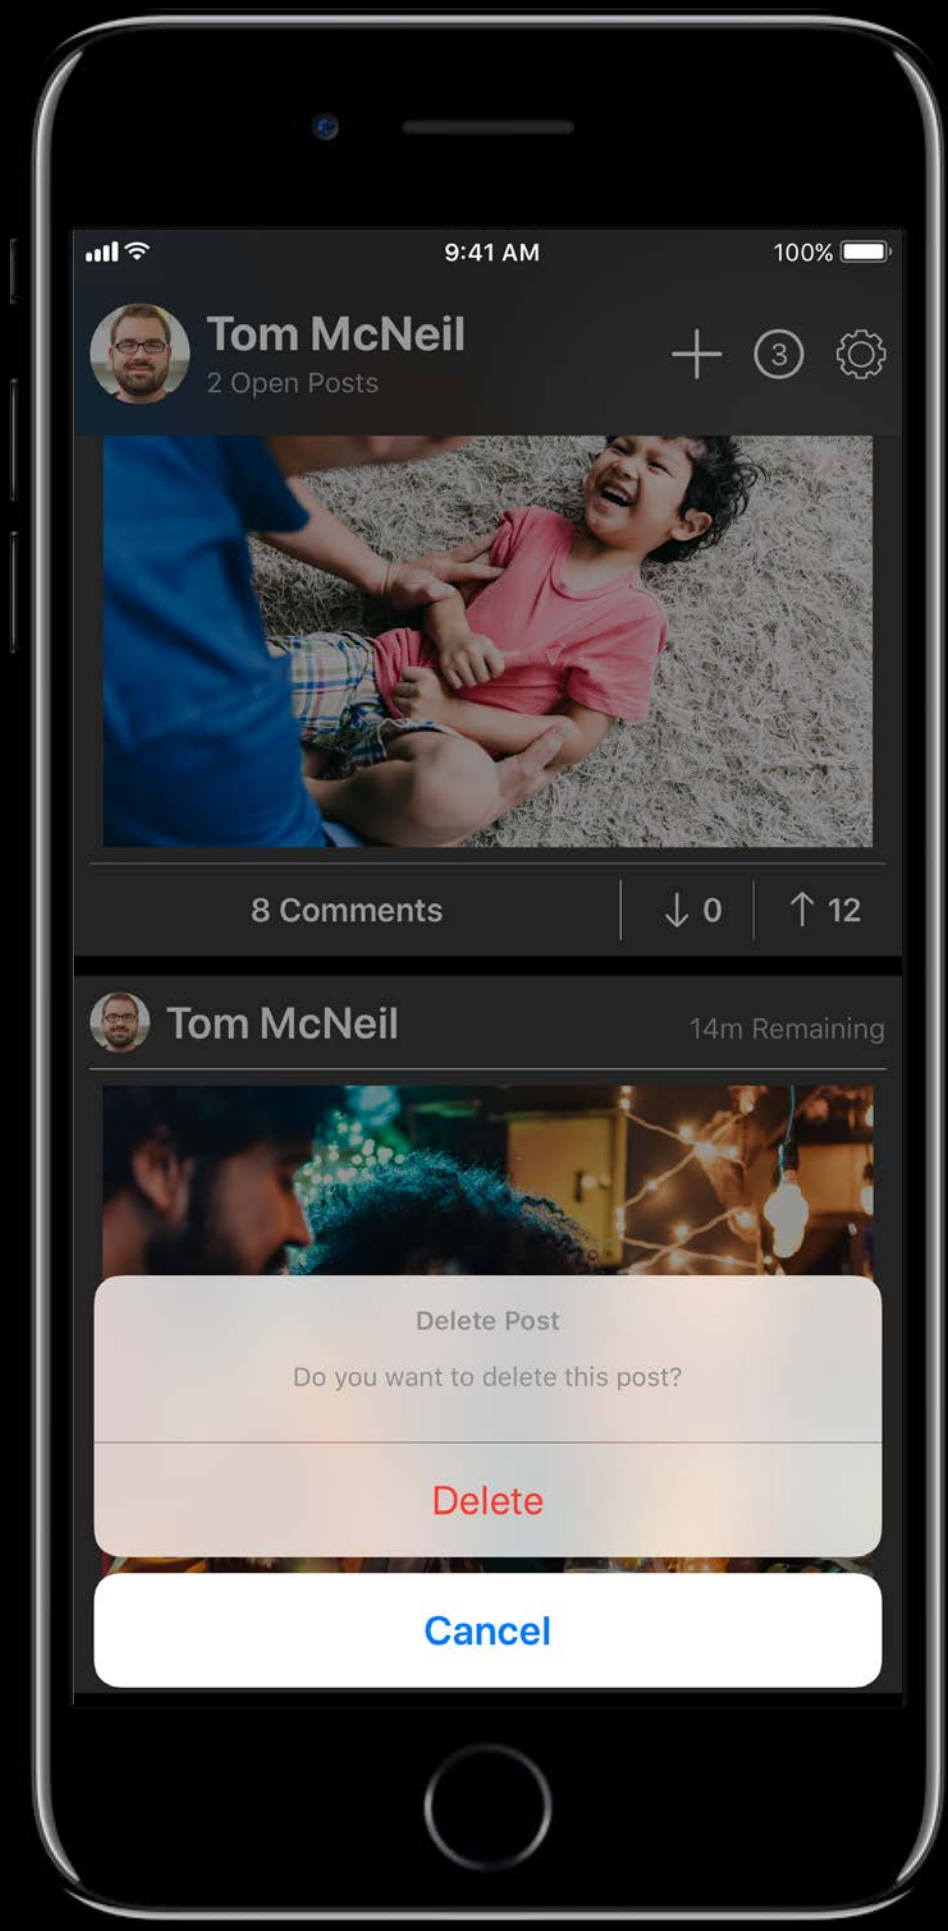 9:41 AM
100%
Tom McNeil
2 Open Posts
3
8 Comments
0
12
Tom McNeil
14m Remaining
Delete Post
Do you want to delete this post?
Delete
Cancel